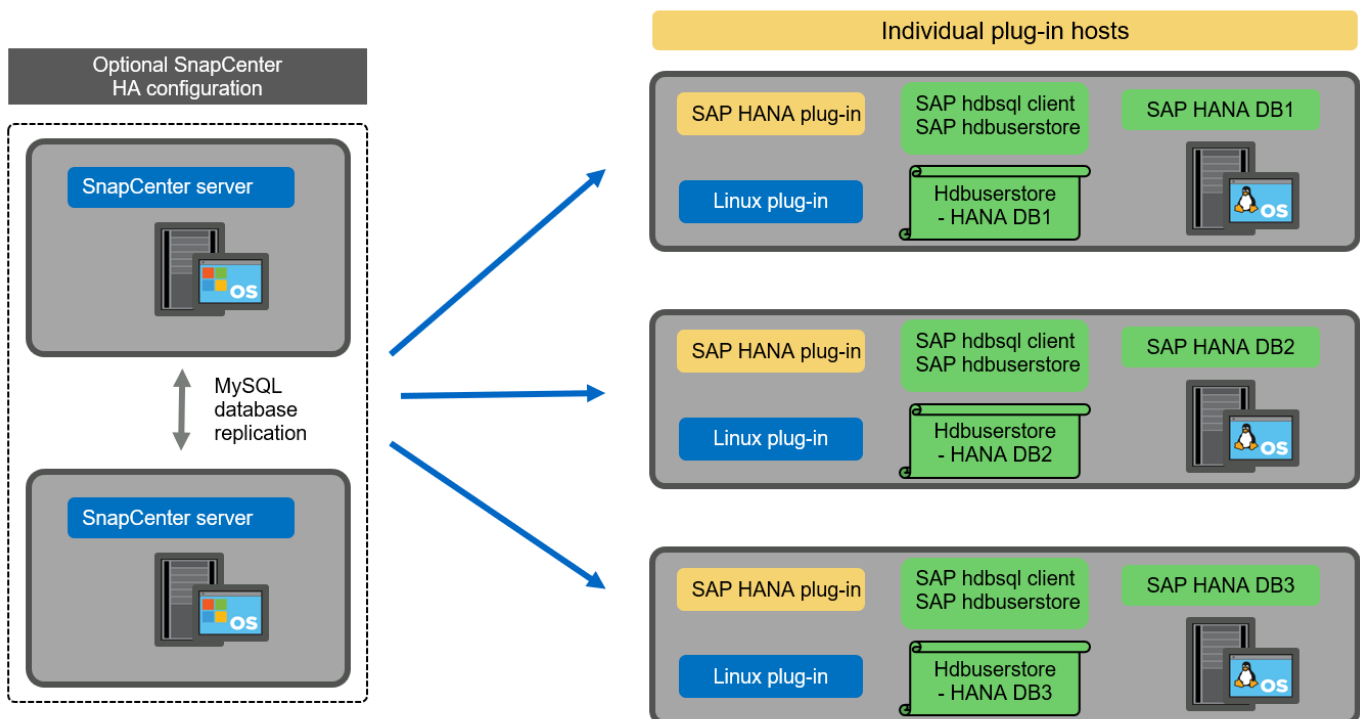 Optional SnapCenter
HA configuration
SnapCenter server
OS
MySQL
database
replication
SnapCenter server
OS
Individual plug-in hosts
SAP HANA plug-in
SAP hdbsql client
SAP hdbuserstore
SAP HANA DB1
Linux plug-in
Hdbuserstore
- HANA DB1
OS
SAP HANA plug-in
SAP hdbsql client
SAP hdbuserstore
SAP HANA DB2
Linux plug-in
Hdbuserstore
- HANA DB2
OS
SAP HANA plug-in
SAP hdbsql client
SAP hdbuserstore
SAP HANA DB3
Linux plug-in
Hdbuserstore
- HANA DB3
OS